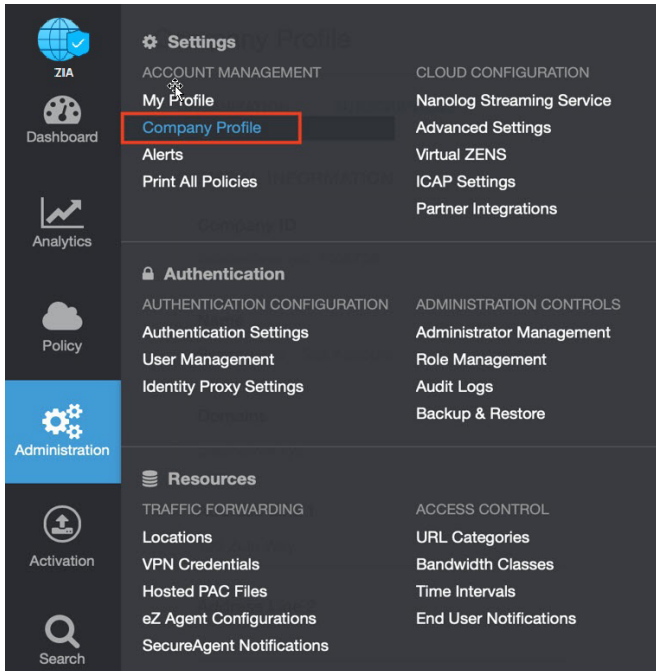 ZIA
Dashboard
Analytics
Policy
Administration
Activation
Search
Company Profile
Settings
ACCOUNT MANAGEMENT
My Profile
Company Profile
Alerts
Print All Policies
CLOUD CONFIGURATION
Nanolog Streaming Service
Advanced Settings
Virtual ZENS
ICAP Settings
Partner Integrations
Company ID
Authentication
AUTHENTICATION CONFIGURATION
Authentication Settings
User Management
Identity Proxy Settings
ADMINISTRATION CONTROLS
Administrator Management
Role Management
Audit Logs
Backup & Restore
Resources
TRAFFIC FORWARDING
Locations
VPN Credentials
Hosted PAC Files
eZ Agent Configurations
SecureAgent Notifications
ACCESS CONTROL
URL Categories
Bandwidth Classes
Time Intervals
End User Notifications